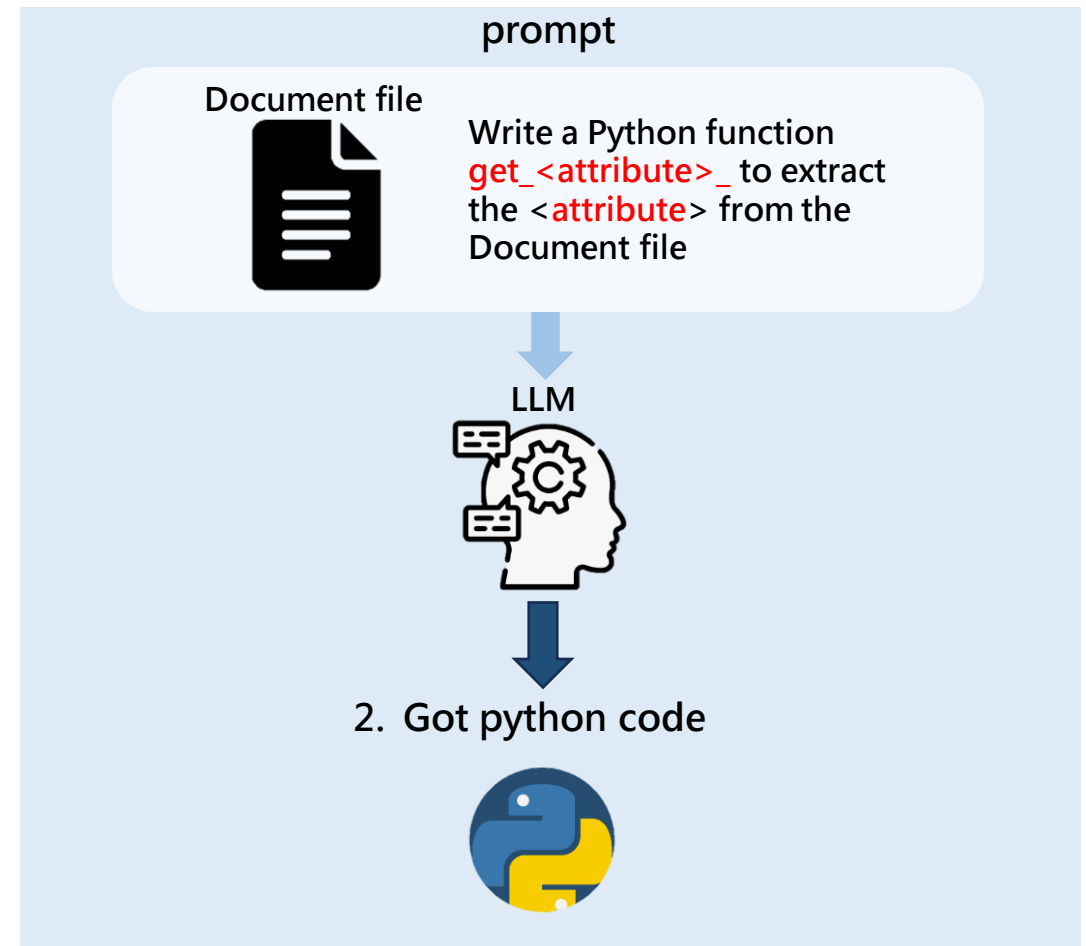 prompt
Document file
Write a Python function
get_<attribute>_ to extract
the <attribute> from the
Document file
LLM
2. Got python code